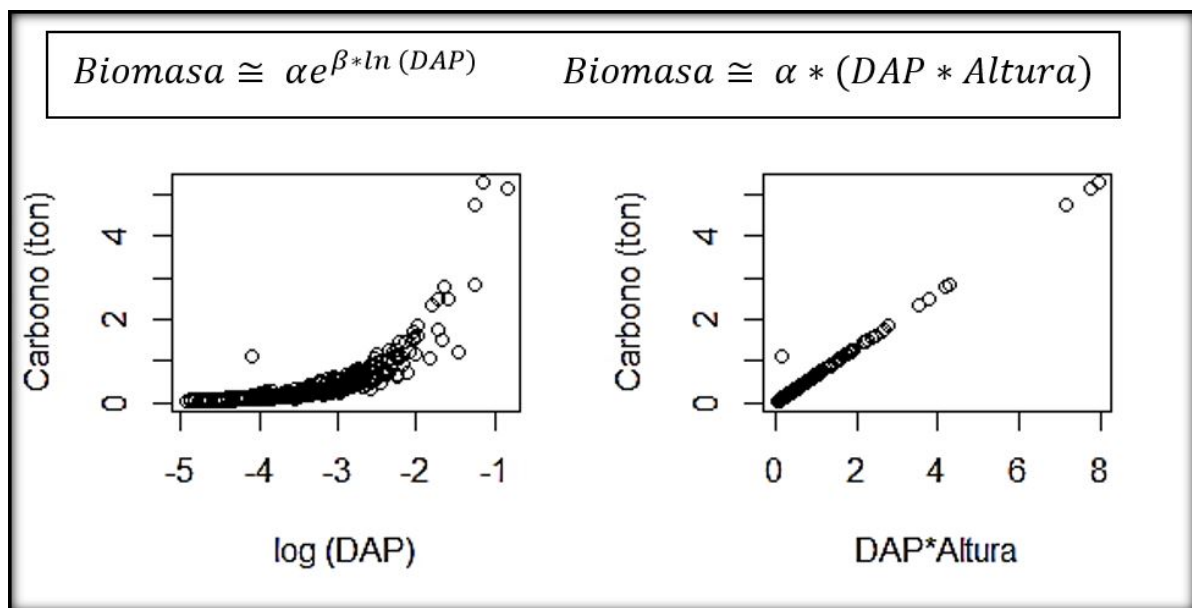 Biomasa ≅ αe^{β*ln (DAP)}
Biomasa ≅ α * (DAP * Altura)
Carbono (ton)
4
2
0
-5 -4 -3 -2 -1
log (DAP)
Carbono (ton)
4
2
0
0 2 4 6 8
DAP*Altura